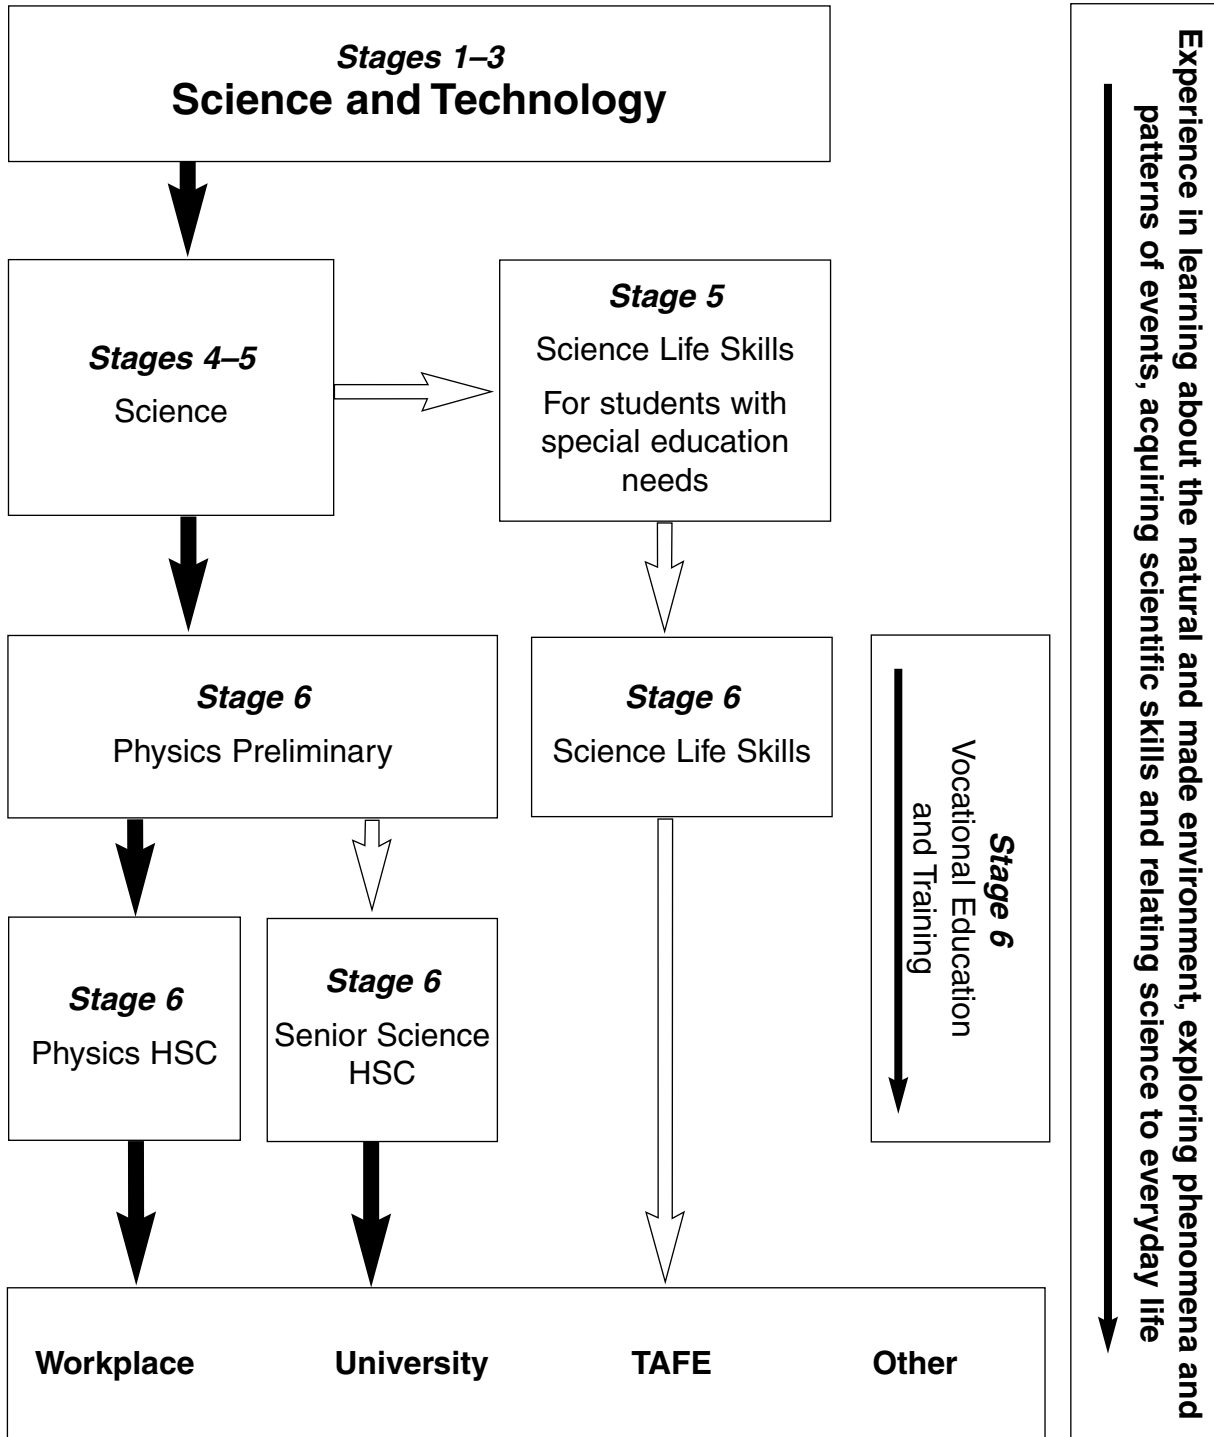 Stages 1–3
Science and Technology
Stages 4–5
Science
Stage 5
Science Life Skills
For students with
special education
needs
Stage 6
Physics Preliminary
Stage 6
Science Life Skills
Stage 6
Vocational Education
and Training
Stage 6
Physics HSC
Stage 6
Senior Science
HSC
Workplace
University
TAFE
Other
Experience in learning about the natural and made environment, exploring phenomena and
patterns of events, acquiring scientific skills and relating science to everyday life